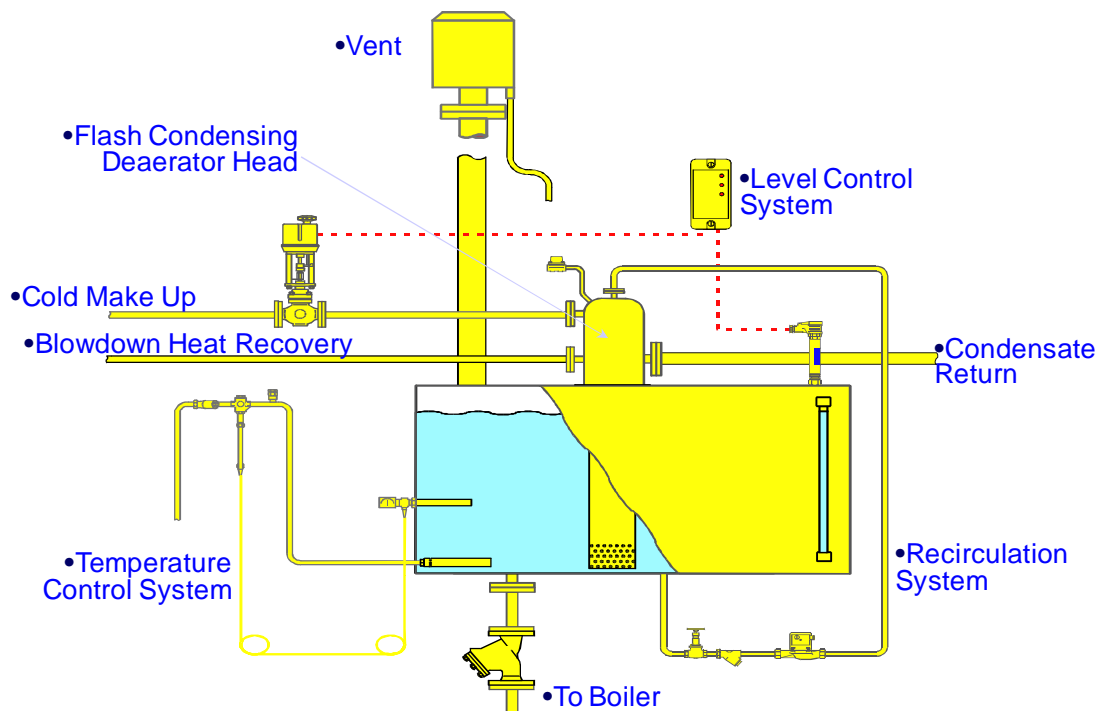 •Vent
•Flash Condensing
Deaerator Head
•Level Control
System
•Cold Make Up
•Blowdown Heat Recovery
•Condensate
Return
•Temperature
Control System
•Recirculation
System
•To Boiler